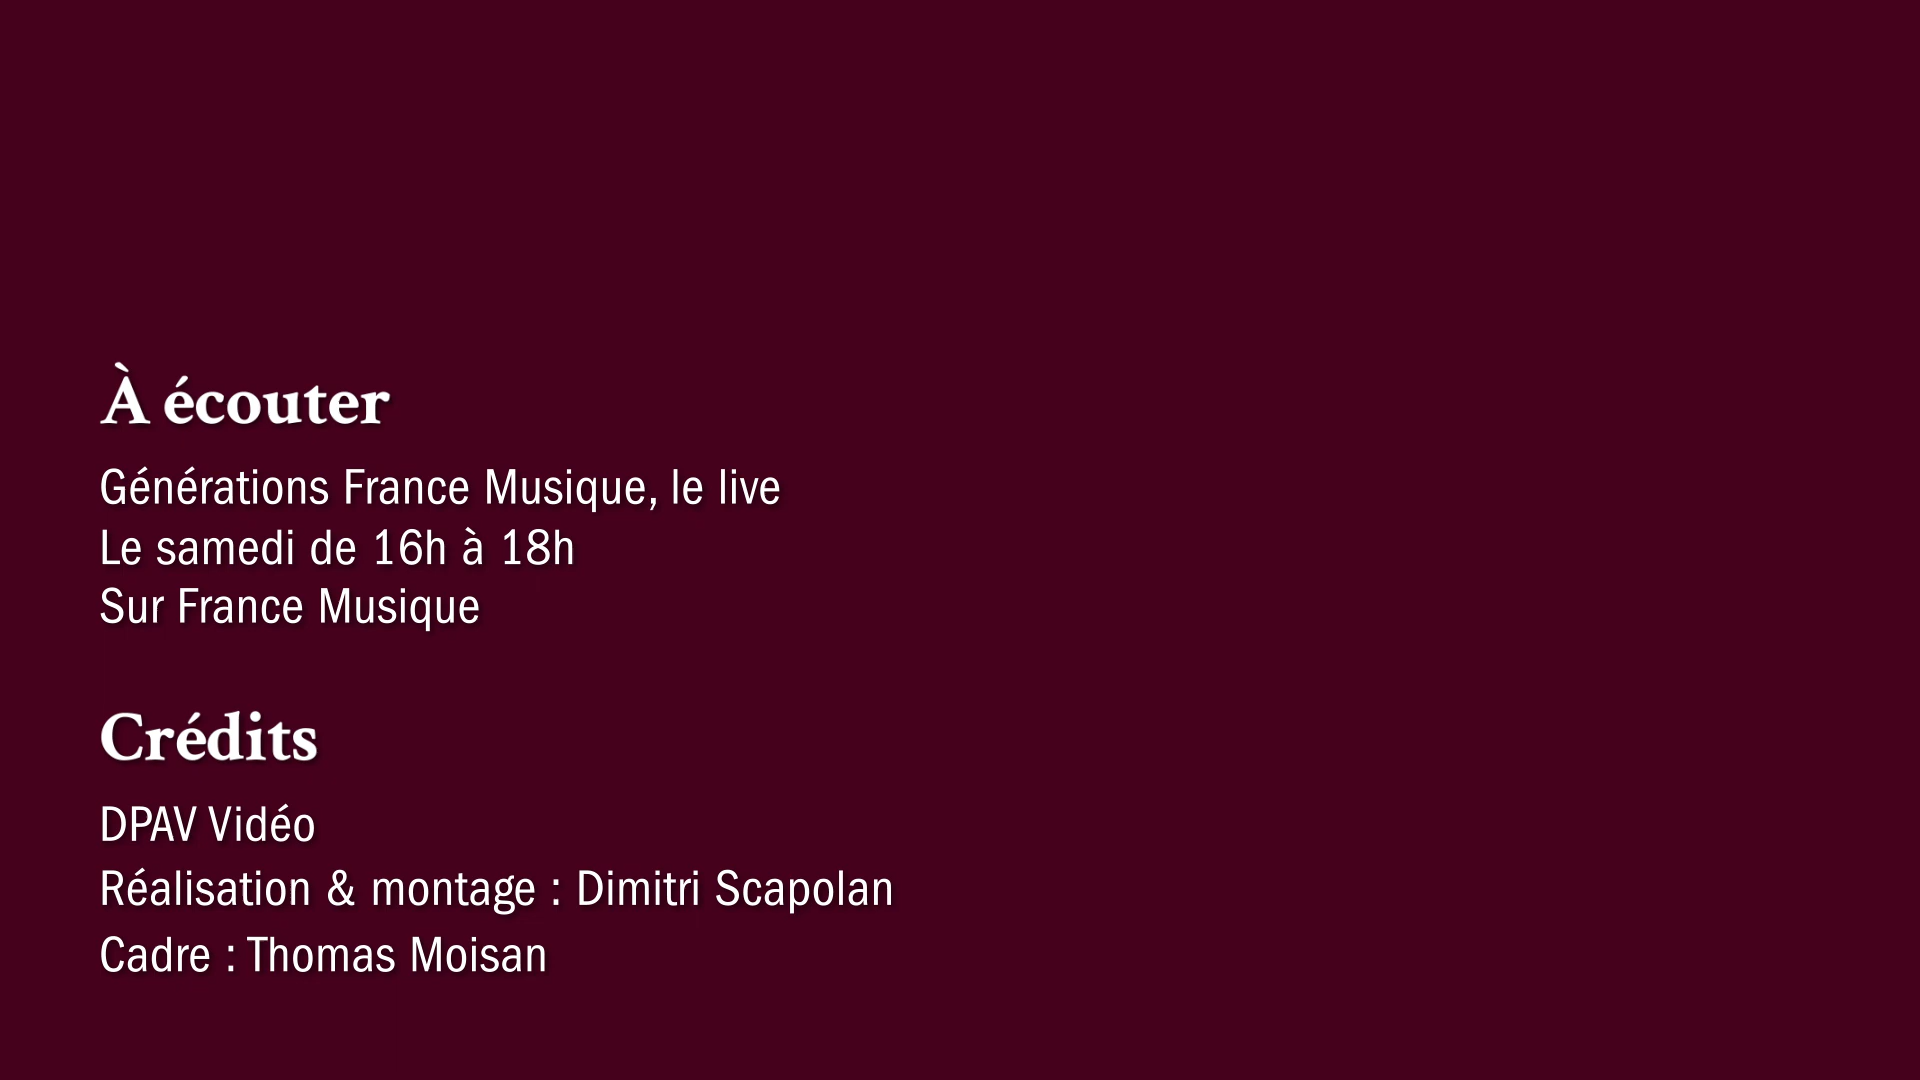 À écouter
Générations France Musique, le live
Le samedi de 16h à 18h
Sur France Musique
Crédits
DPAV Vidéo
Réalisation & montage : Dimitri Scapolan
Cadre : Thomas Moisan